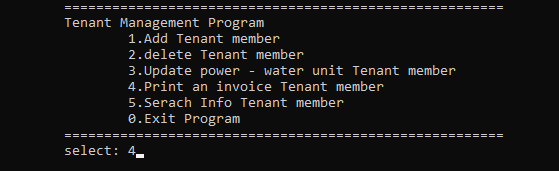 =======================================================
Tenant Management Program
1.Add Tenant member
2.delete Tenant member
3.Update power - water unit Tenant member
4.Print an invoice Tenant member
5.Serach Info Tenant member
0.Exit Program
=======================================================
select: 4